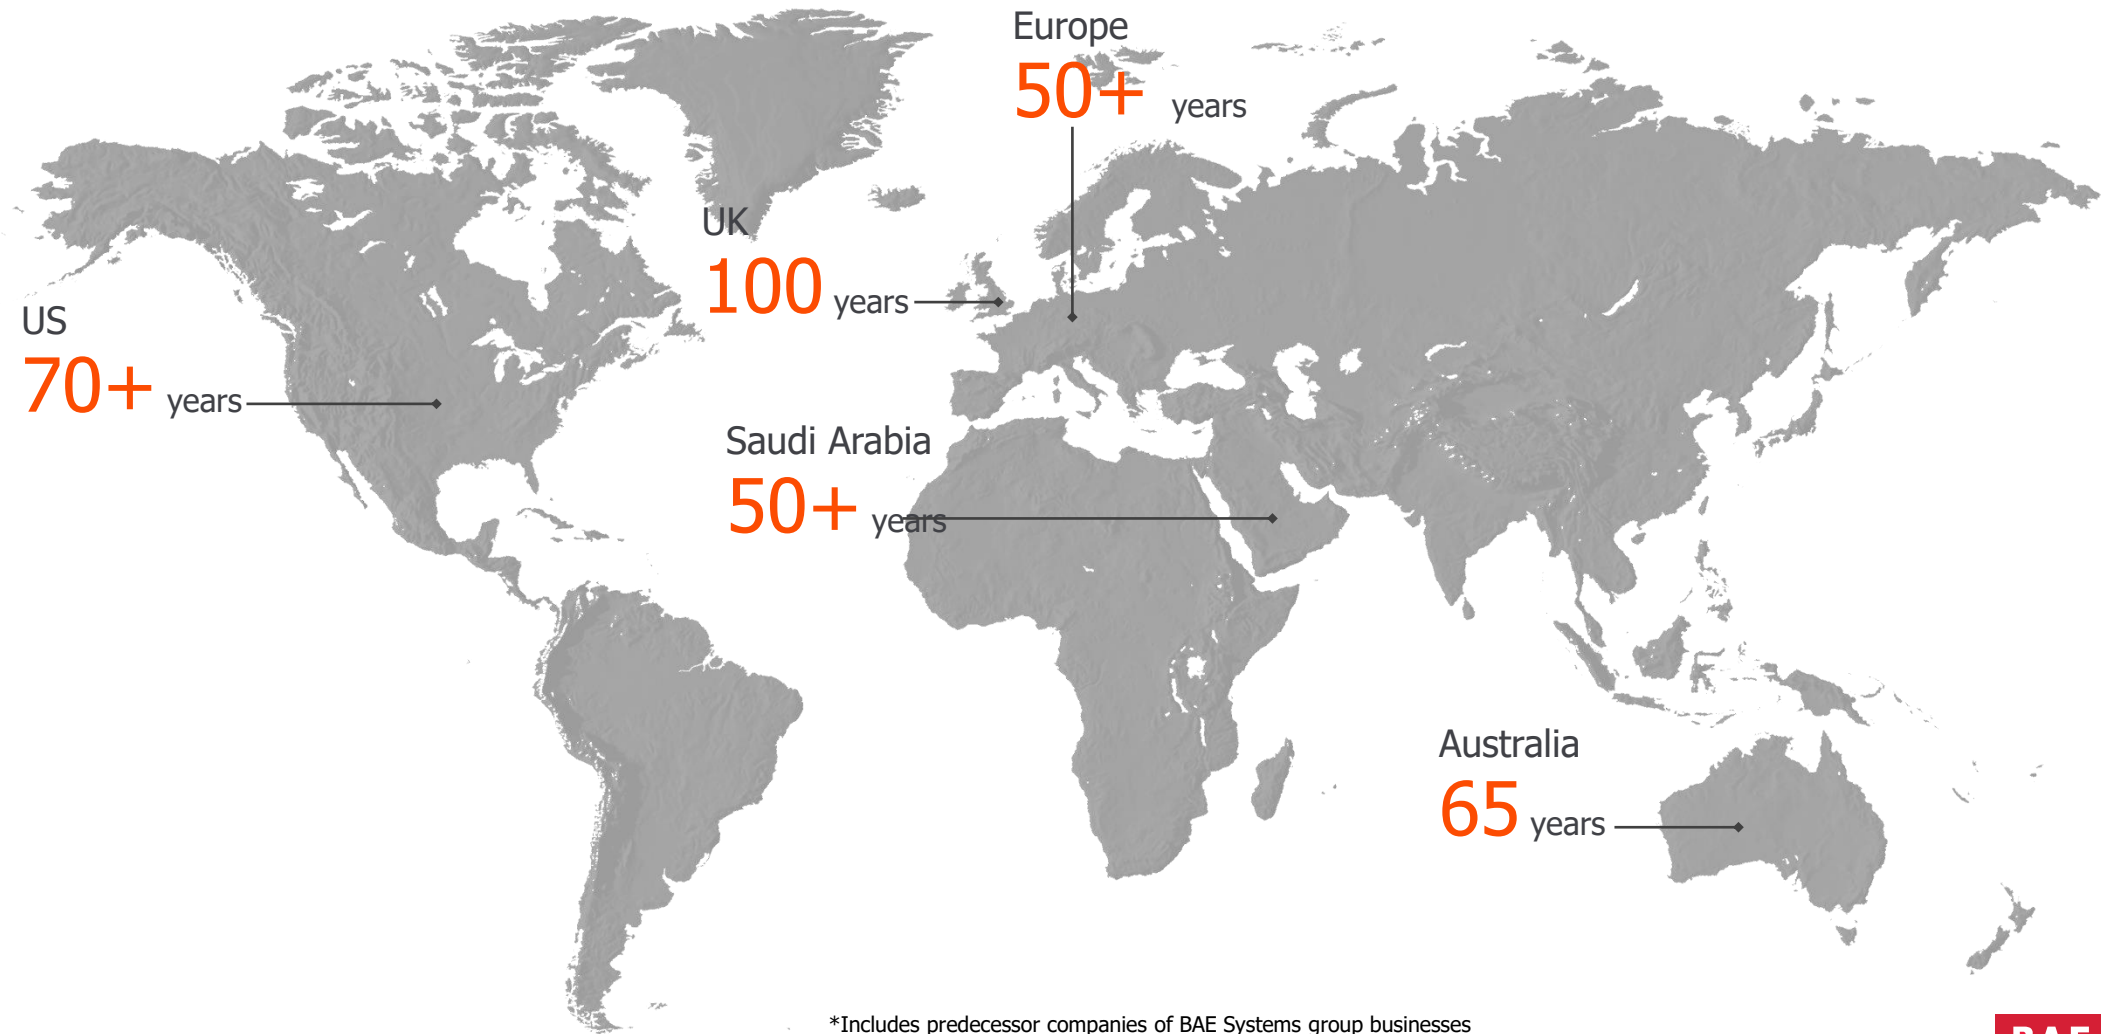 Europe
50+ years
UK
100 years
US
70+ years
Saudi Arabia
50+ years
Australia
65 years
*Includes predecessor companies of BAE Systems group businesses
BAE